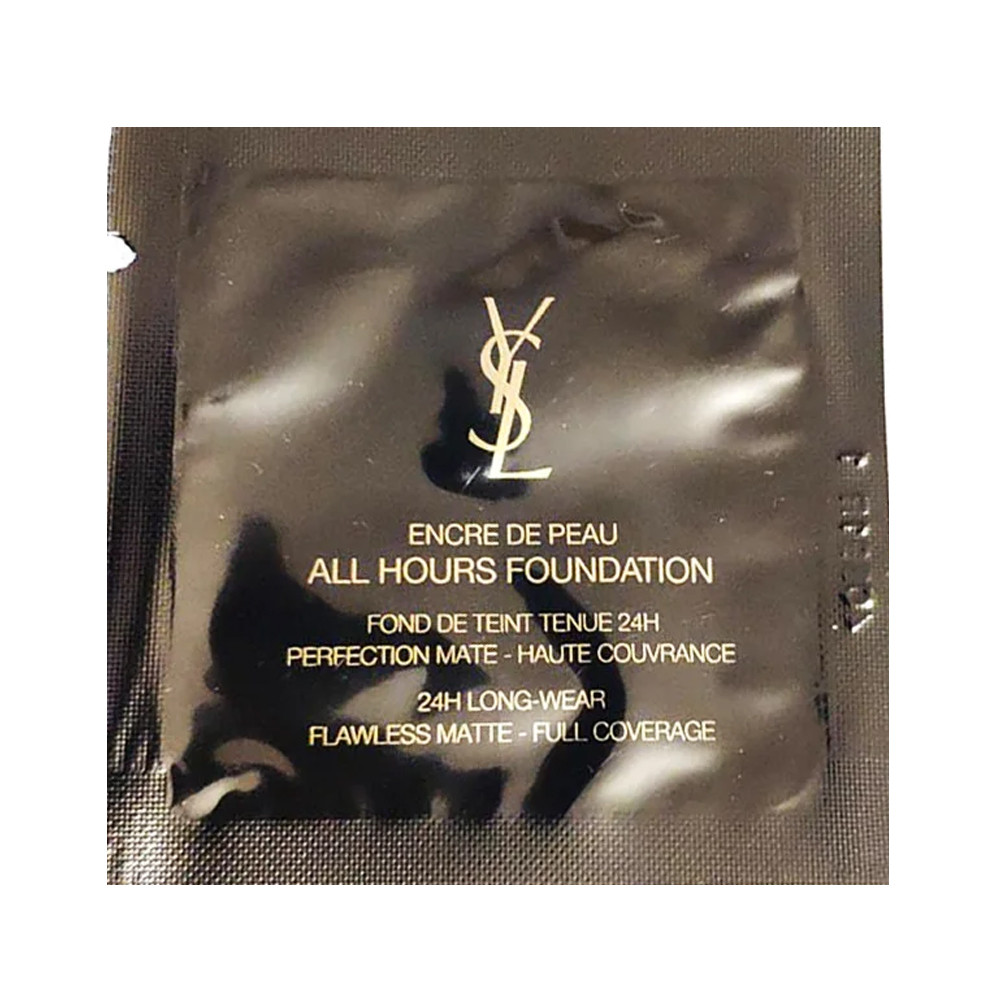 YSL
ENCRE DE PEAU
ALL HOURS FOUNDATION
FOND DE TEINT TENUE 24H
PERFECTION MATE - HAUTE COUVRANCE
24H LONG-WEAR
FLAWLESS MATTE - FULL COVERAGE